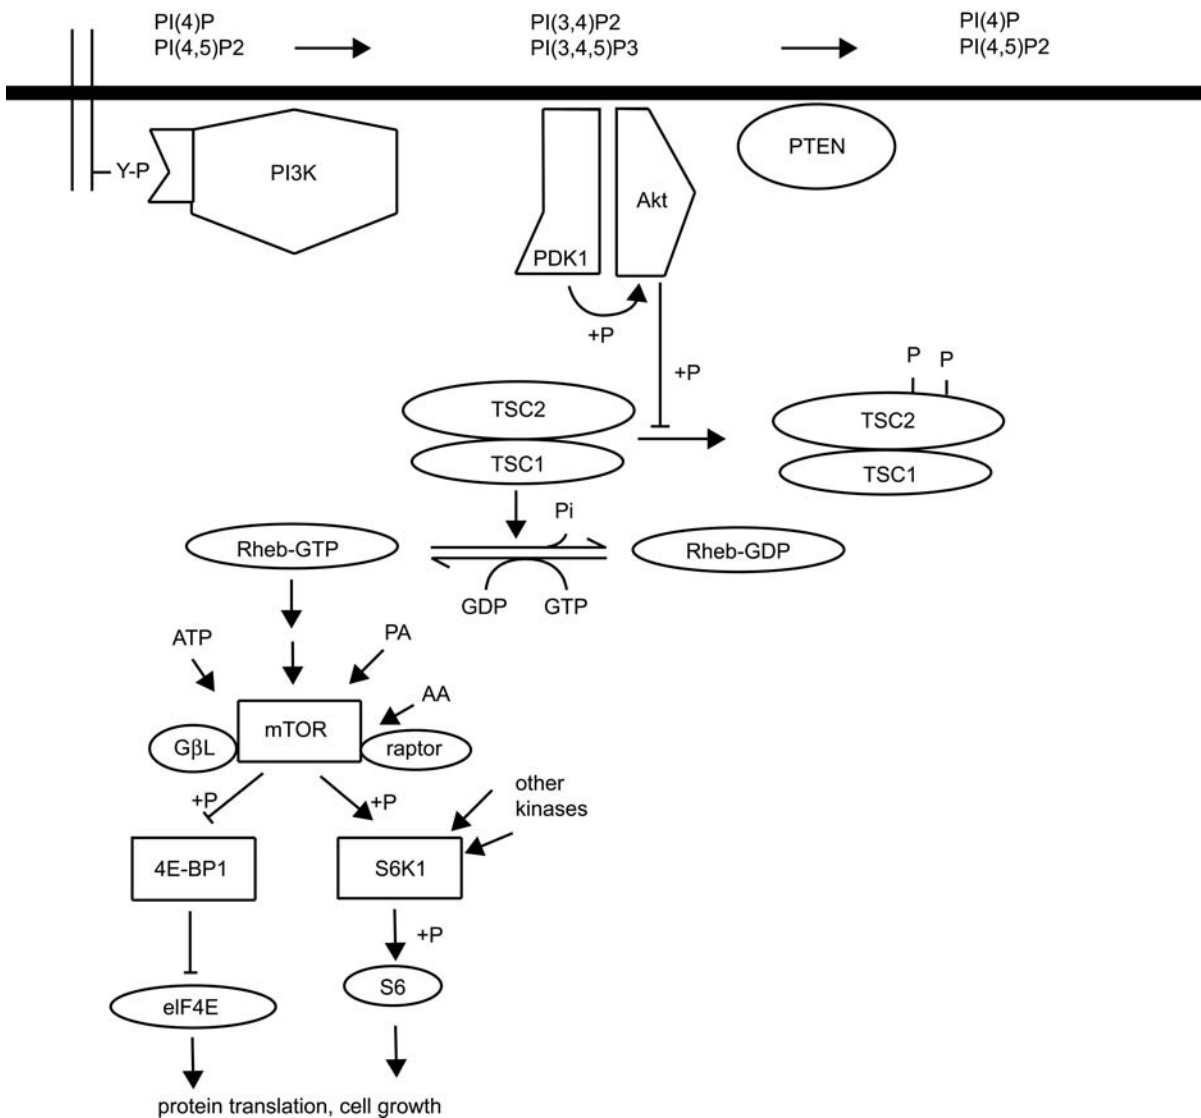 PI(4)P
PI(4,5)P2
PI(3,4)P2
PI(3,4,5)P3
PI(4)P
PI(4,5)P2
Y-P
PI3K
PDK1
Akt
PTEN
+P
+P
P P
TSC2
TSC1
TSC2
TSC1
Pi
Rheb-GTP
Rheb-GDP
GDP
GTP
ATP
PA
AA
mTOR
GβL
raptor
+P
+P
other
kinases
4E-BP1
S6K1
+P
eIF4E
S6
protein translation, cell growth